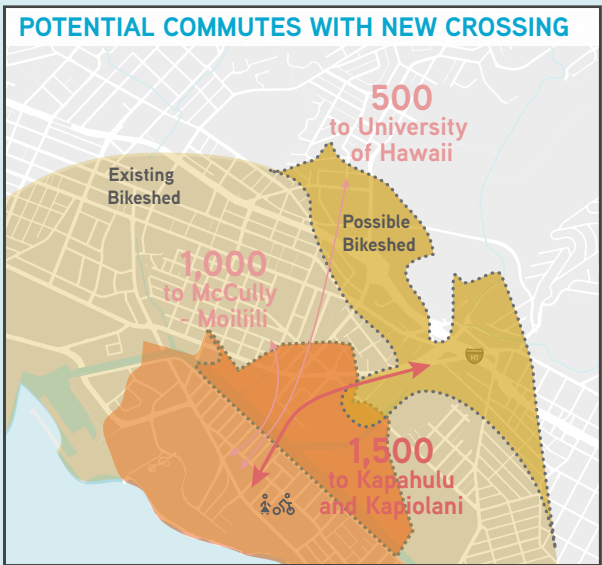 POTENTIAL COMMUTES WITH NEW CROSSING
500
to University
of Hawaii
Existing
Bikeshed
Possible
Bikeshed
1,000
to McCully
- Moiliili
H1
1,500
to Kapahulu
and Kapiolani